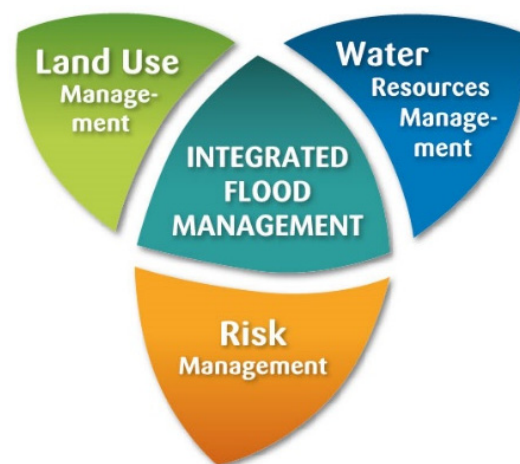 Land Use
Manage-
ment
Water
Resources
Manage-
ment
INTEGRATED
FLOOD
MANAGEMENT
Risk
Management